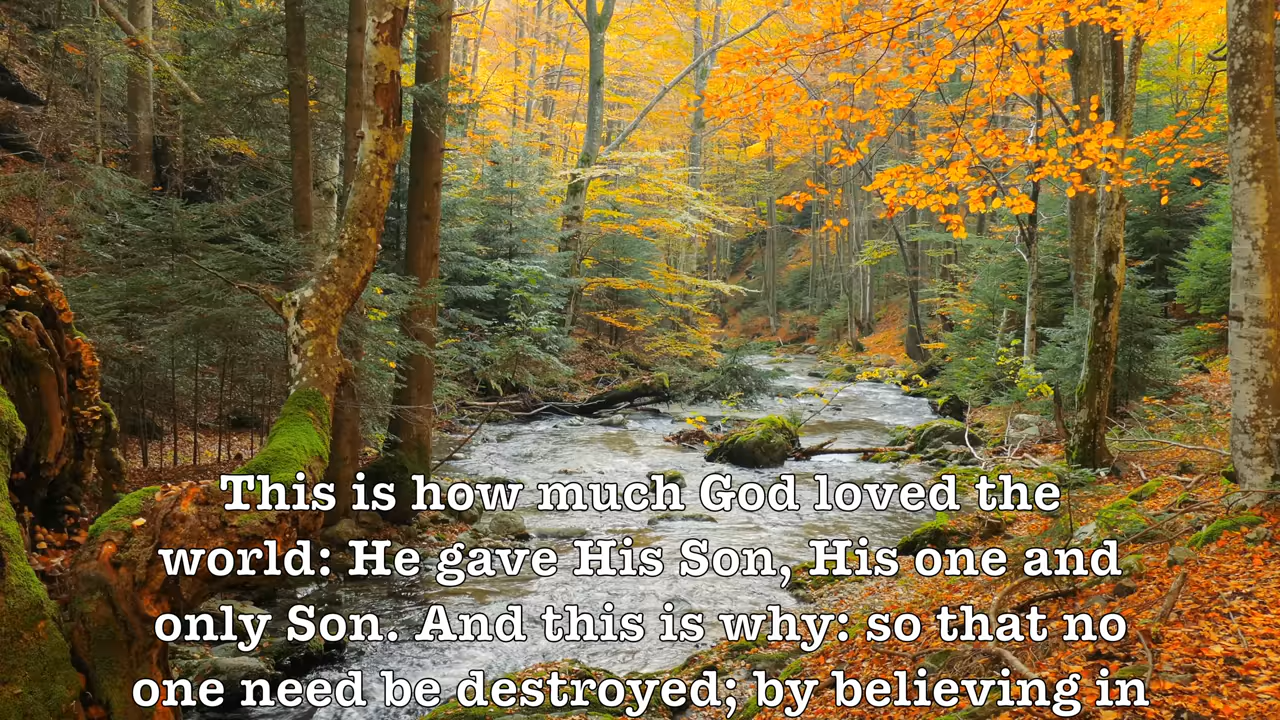 This is how much God loved the
world: He gave His Son, His one and
only Son. And this is why: so that no
one need be destroyed; by believing in